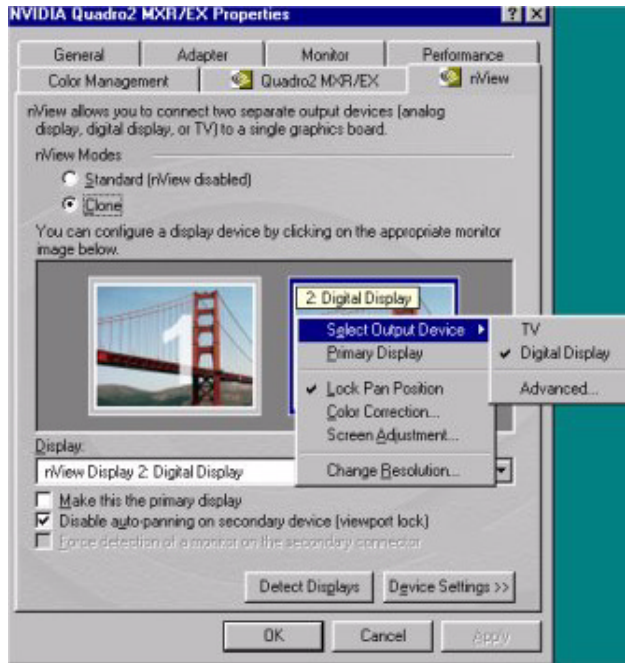 NVIDIA Quadro2 MXR/EX Properties
General Adapter Monitor Performance
Color Management Quadro2 MXR/EX nView
nView allows you to connect two separate output devices (analog
display, digital display, or TV) to a single graphics board.
nView Modes
Standard (nView disabled)
Clone
You can configure a display device by clicking on the appropriate monitor
image below.
1
2: Digital Display
Select Output Device
TV
Primary Display
Digital Display
Lock Pan Position
Advanced...
Color Correction...
Screen Adjustment...
Change Resolution...
Display:
nView Display 2: Digital Display
Make this the primary display
Disable auto-panning on secondary device (viewport lock)
Force detection of a monitor on the secondary connector
Detect Displays Device Settings >>
OK Cancel Apply